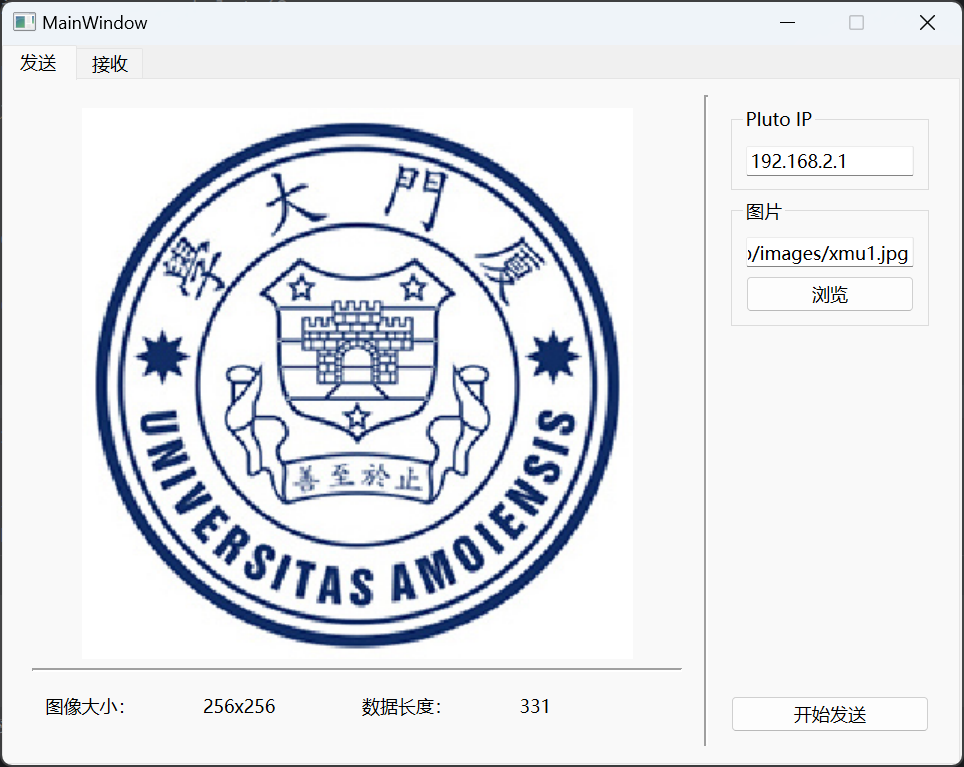 MainWindow
发送 接收
學大門厦
善至於止
UNIVERSITAS AMOIENSIS
图像大小： 256x256 数据长度： 331
Pluto IP
192.168.2.1
图片
/images/xmu1.jpg
浏览
开始发送